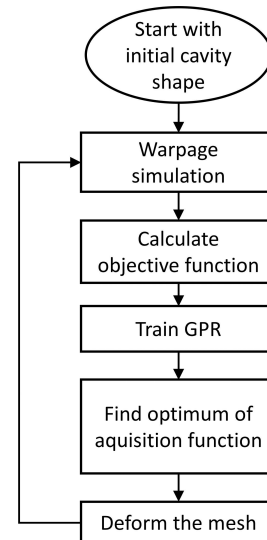 Start with
initial cavity
shape
Warpage
simulation
Calculate
objective function
Train GPR
Find optimum of
aquisition function
Deform the mesh